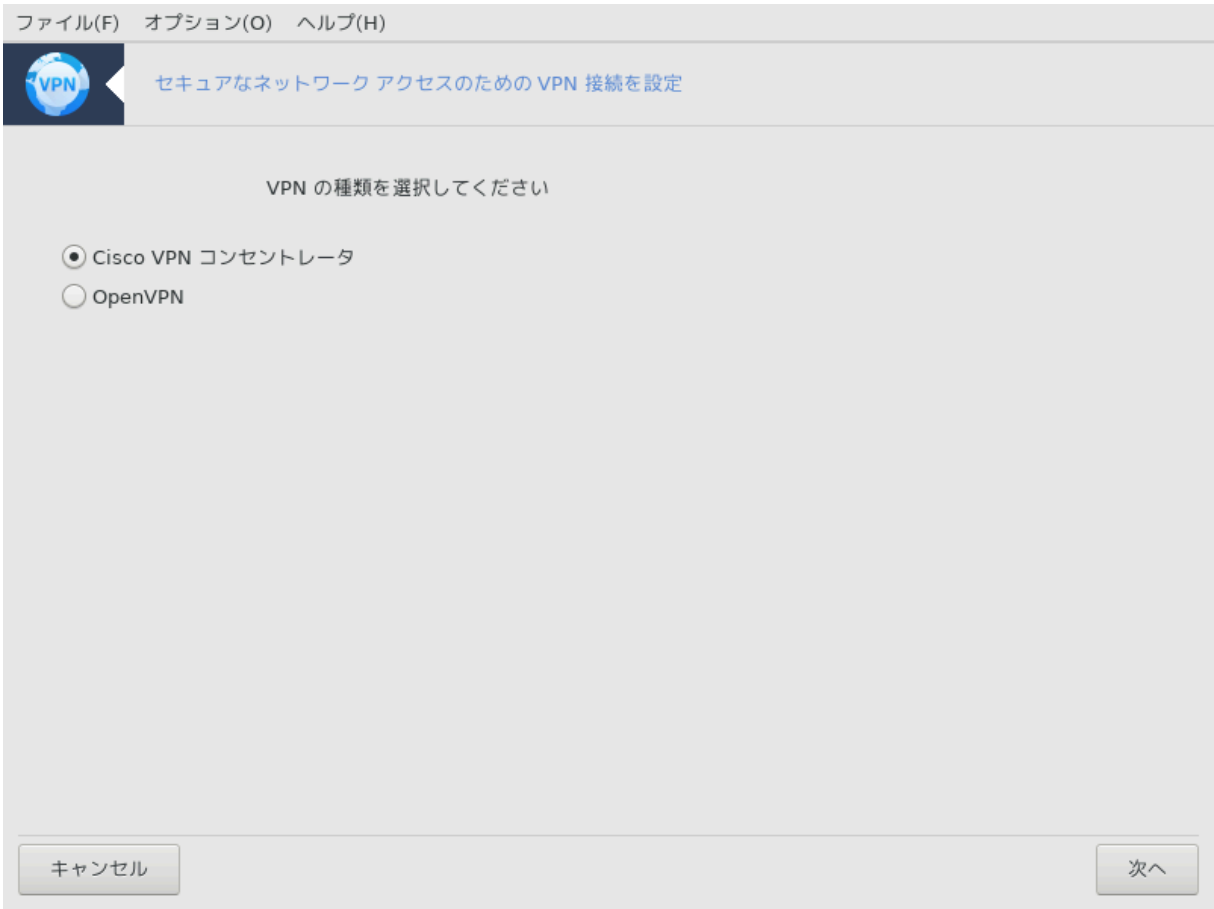 ファイル(F) オプション(O) ヘルプ(H)
VPN
セキュアなネットワーク アクセスのための VPN 接続を設定
VPN の種類を選択してください
Cisco VPN コンセントレータ
OpenVPN
キャンセル
次へ